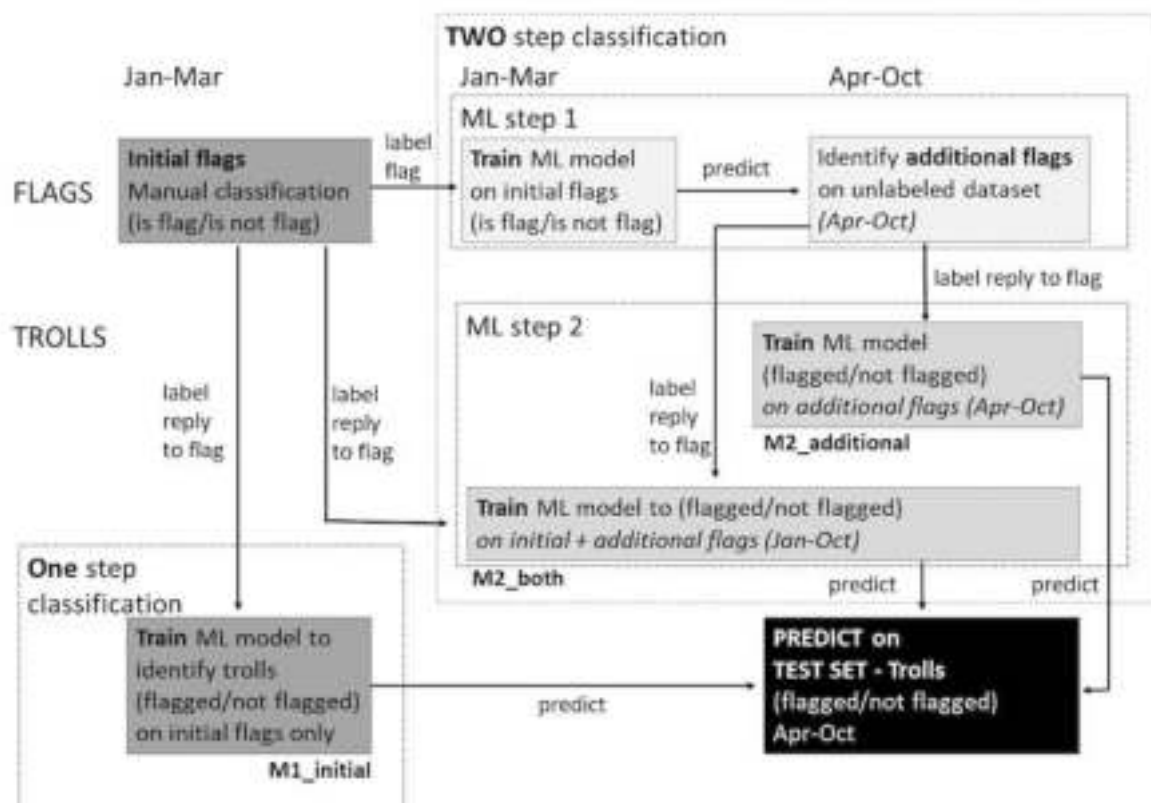 TWO step classification
Jan-Mar
Jan-Mar
Apr-Oct
ML step 1
FLAGS
Initial flags
Manual classification
(is flag/is not flag)
label
flag
Train ML model
on initial flags
(is flag/is not flag)
predict
Identify additional flags
on unlabeled dataset
(Apr-Oct)
label reply to flag
TROLLS
ML step 2
label
reply
to flag
label
reply
to flag
label
reply
to flag
Train ML model
(flagged/not flagged)
on additional flags (Apr-Oct)
M2_additional
Train ML model to (flagged/not flagged)
on initial + additional flags (Jan-Oct)
M2_both
predict
predict
One step
classification
Train ML model to
identify trolls
(flagged/not flagged)
on initial flags only
M1_initial
predict
PREDICT on
TEST SET - Trolls
(flagged/not flagged)
Apr-Oct